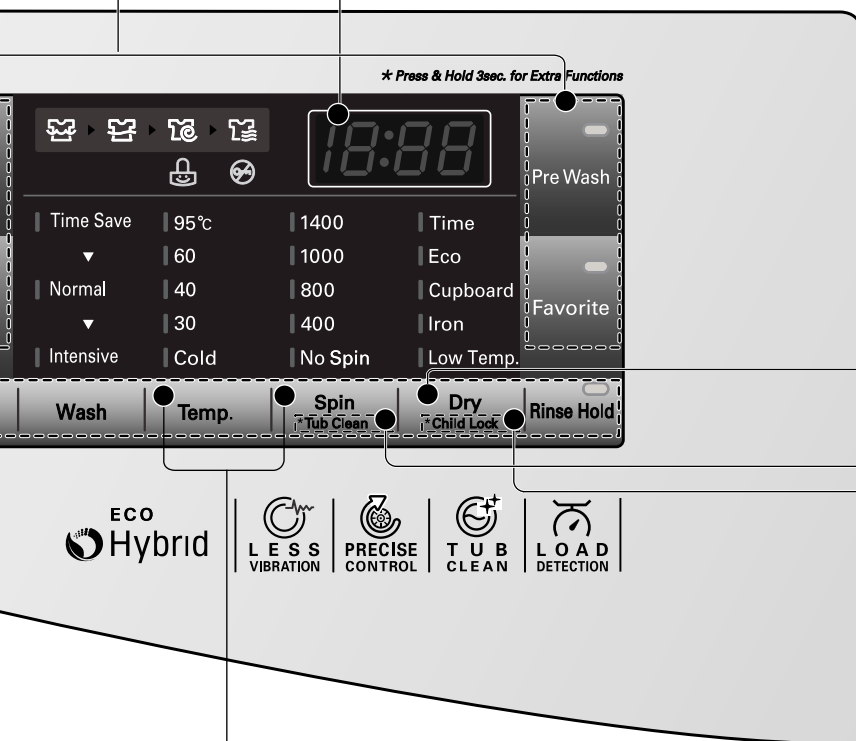 * Press & Hold 3sec. for Extra Functions
18:88
Pre Wash
Time Save 95°C 1400 Time
60 1000 Eco
Normal 40 800 Cupboard
Favorite
30 400 Iron
Intensive Cold No Spin Low Temp.
Wash Temp. Spin Dry Rinse Hold
*Tub Clean *Child Lock
ECO
Hybrid
LESS
VIBRATION
PRECISE
CONTROL
TUB
CLEAN
LOAD
DETECTION